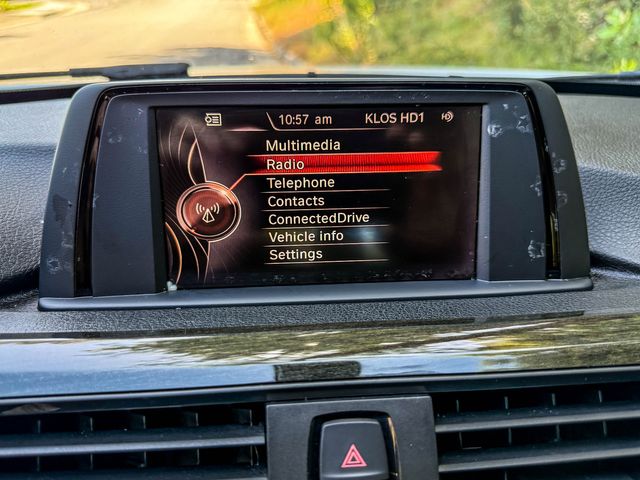 10:57 am KLOS HD1
Multimedia
Radio
Telephone
Contacts
ConnectedDrive
Vehicle info
Settings